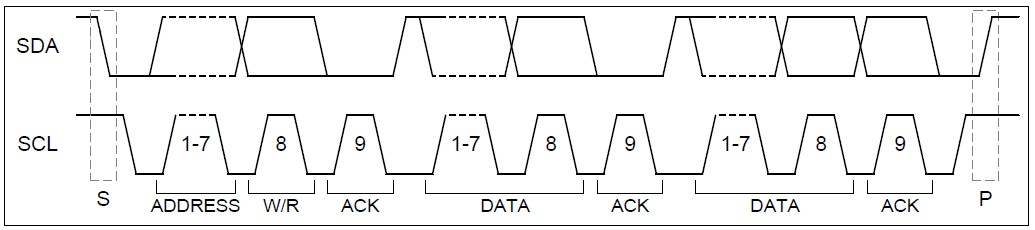 SDA
SCL 1-7 8 9 1-7 8 9 1-7 8 9
S ADDRESS W/R ACK DATA ACK DATA ACK P